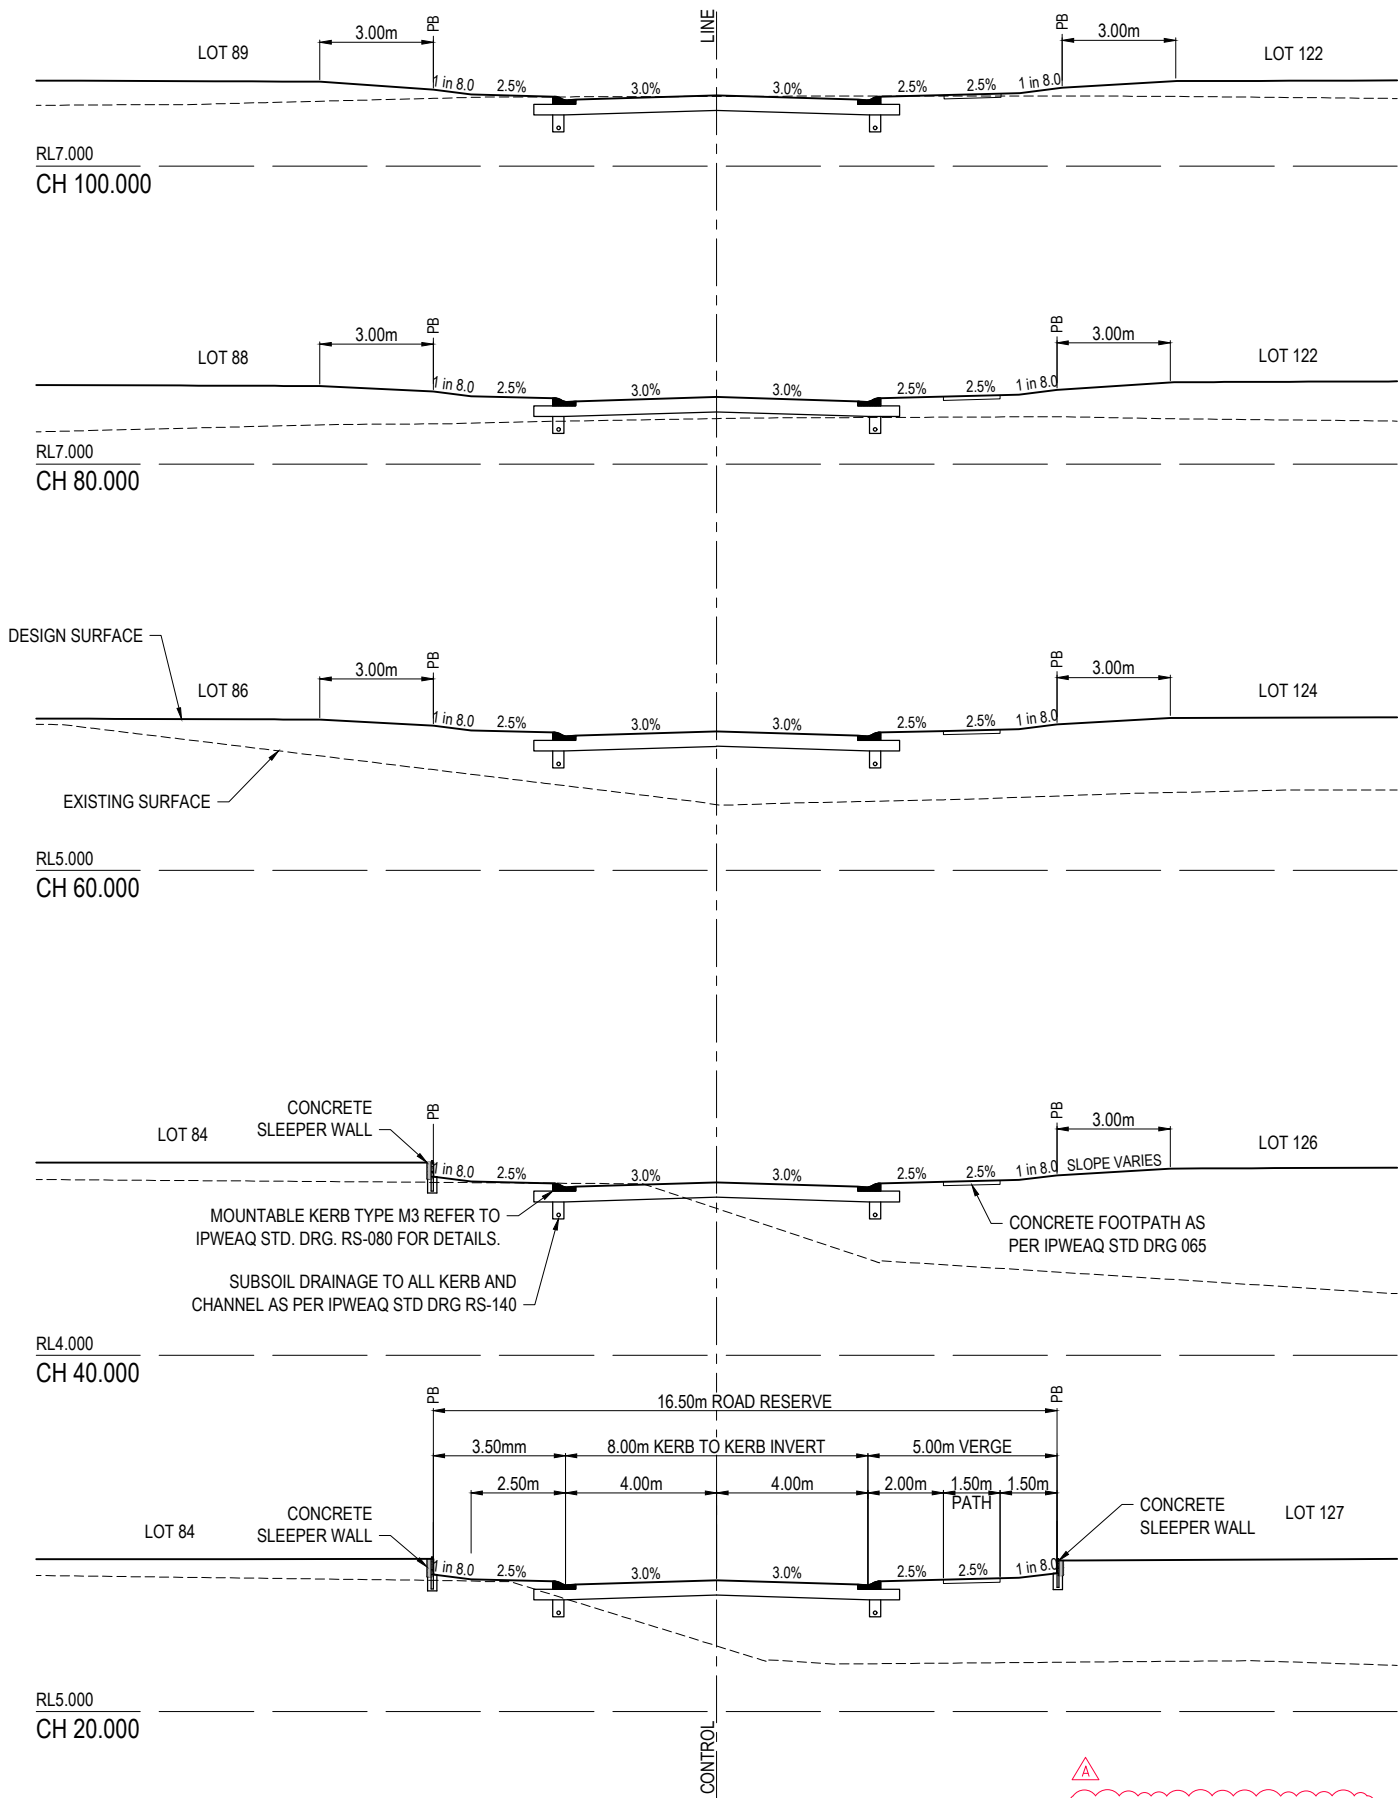 LINE
PB
PB
3.00m
3.00m
LOT 89
LOT 122
1 in 8.0
2.5%
3.0%
3.0%
2.5%
2.5%
1 in 8.0
RL7.000
CH 100.000
PB
PB
3.00m
3.00m
LOT 88
LOT 122
1 in 8.0
2.5%
3.0%
3.0%
2.5%
2.5%
1 in 8.0
RL7.000
CH 80.000
DESIGN SURFACE
PB
PB
3.00m
3.00m
LOT 86
LOT 124
1 in 8.0
2.5%
3.0%
3.0%
2.5%
2.5%
1 in 8.0
EXISTING SURFACE
RL5.000
CH 60.000
CONCRETE
SLEEPER WALL
PB
PB
3.00m
LOT 84
LOT 126
1 in 8.0
2.5%
3.0%
3.0%
2.5%
2.5%
1 in 8.0
SLOPE VARIES
MOUNTABLE KERB TYPE M3 REFER TO
IPWEAQ STD. DRG. RS-080 FOR DETAILS.
CONCRETE FOOTPATH AS
PER IPWEAQ STD DRG 065
SUBSOIL DRAINAGE TO ALL KERB AND
CHANNEL AS PER IPWEAQ STD DRG RS-140
RL4.000
CH 40.000
PB
PB
16.50m ROAD RESERVE
3.50mm
8.00m KERB TO KERB INVERT
5.00m VERGE
2.50m
4.00m
4.00m
2.00m
1.50m
PATH
1.50m
CONCRETE
SLEEPER WALL
CONCRETE
SLEEPER WALL
LOT 84
LOT 127
1 in 8.0
2.5%
3.0%
3.0%
2.5%
2.5%
1 in 8.0
RL5.000
CH 20.000
CONTROL
A